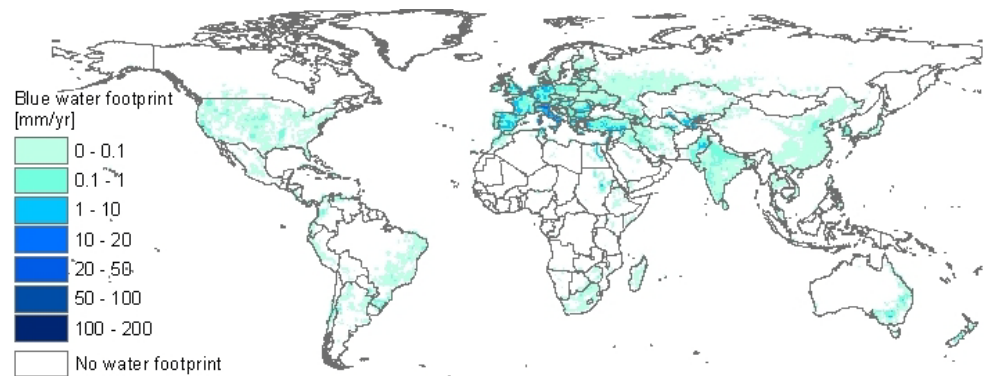 Blue water footprint
[mm/yr]
0 - 0.1
0.1 - 1
1 - 10
10 - 20
20 - 50
50 - 100
100 - 200
No water footprint